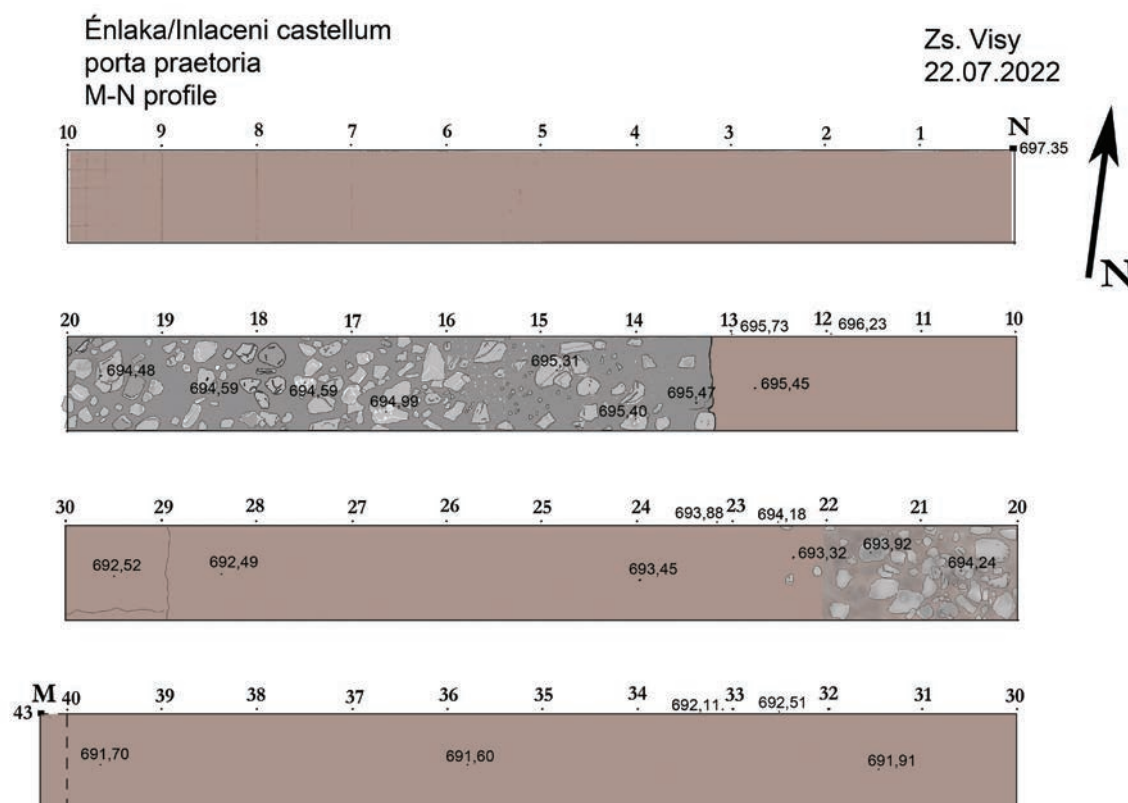 Énlaka/Inlaceni castellum
porta praetoria
M-N profile
Zs. Visy
22.07.2022
10 9 8 7 6 5 4 3 2 1 N
697.35
N
20 19 18 17 16 15 14 13 695,73 12 696,23 11 10
694,48 694,59 694,59 694,99 695,31 695,40 695,47 695,45
30 29 28 27 26 25 24 693,88 23 694,18 22 21 20
692,52 692,49 693,45 693,32 693,92 694,24
43 M 40 39 38 37 36 35 34 692,11. 33 692,51 32 31 30
691,70 691,60 691,91